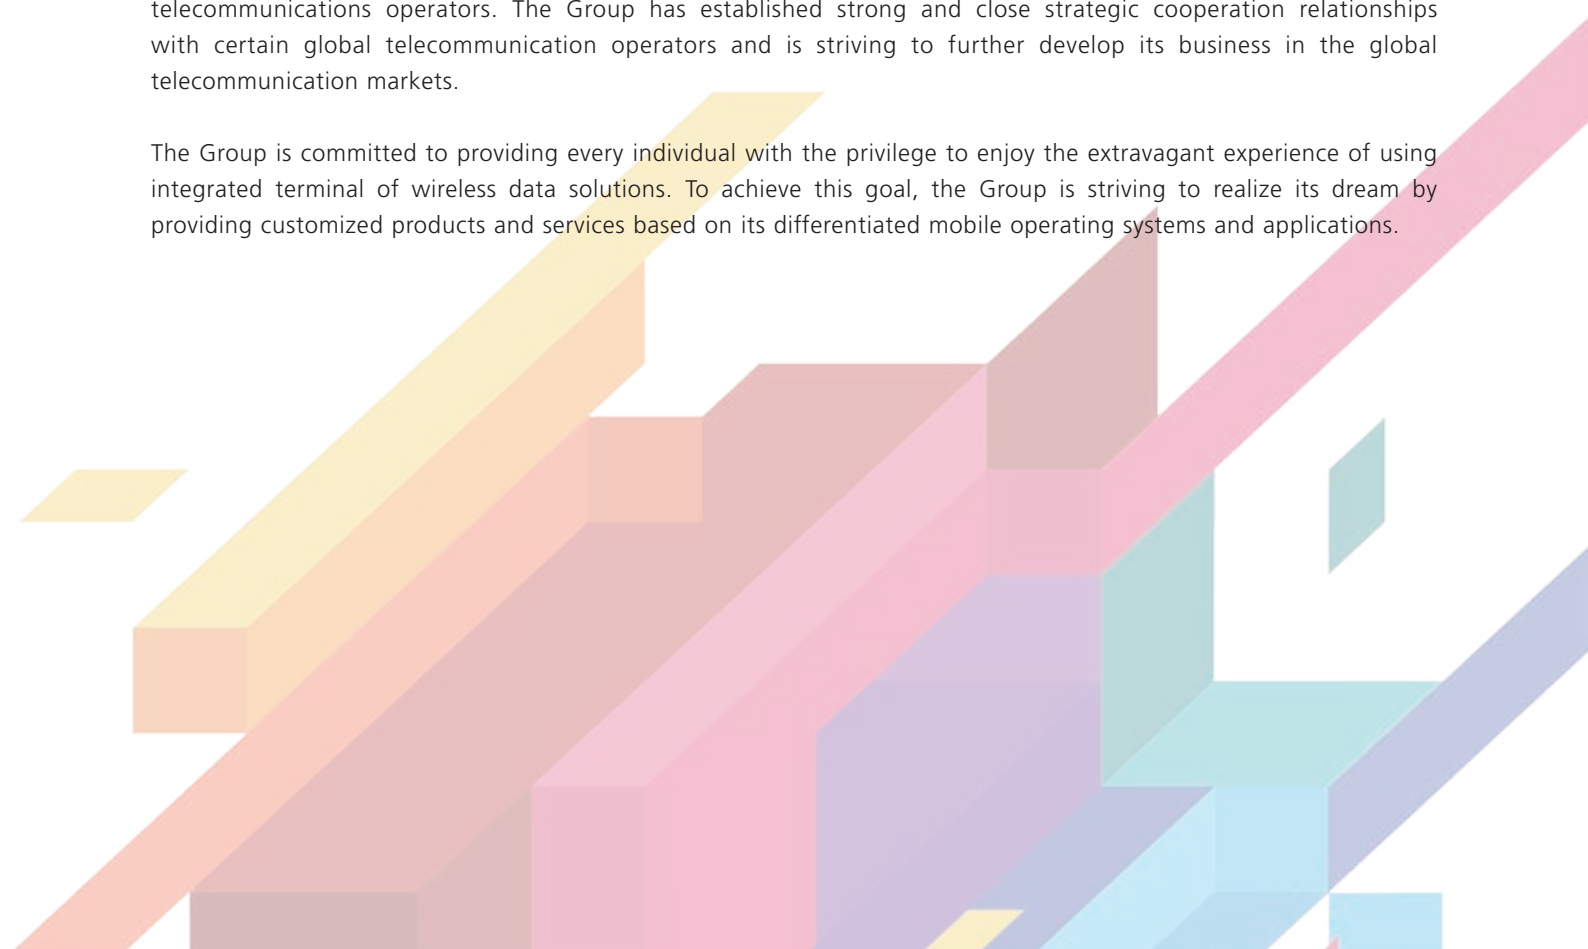 telecommunications operators. The Group has established strong and close strategic cooperation relationships
with certain global telecommunication operators and is striving to further develop its business in the global
telecommunication markets.
The Group is committed to providing every individual with the privilege to enjoy the extravagant experience of using
integrated terminal of wireless data solutions. To achieve this goal, the Group is striving to realize its dream by
providing customized products and services based on its differentiated mobile operating systems and applications.